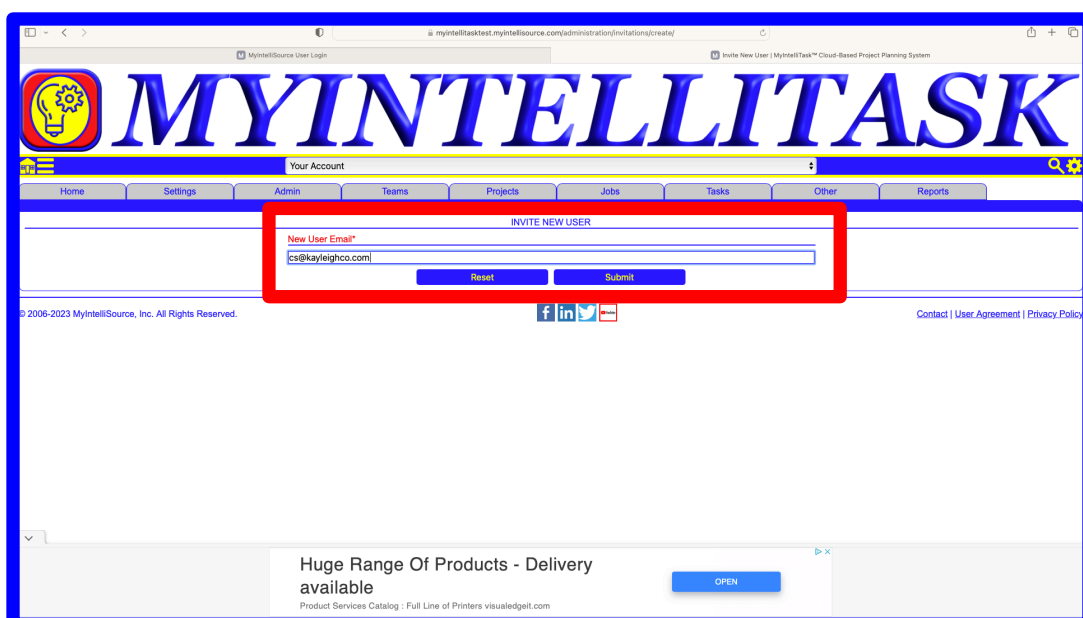 myintellitasktest.myintellisource.com/administration/invitations/create/
MyintelliSource User Login
Invite New User | MyIntelliTask™ Cloud-Based Project Planning System
MYINTELLITASK
Your Account
Home Settings Admin Teams Projects Jobs Tasks Other Reports
INVITE NEW USER
New User Email*
cs@kayleighco.com
Reset Submit
© 2006-2023 MyIntelliSource, Inc. All Rights Reserved.
Contact | User Agreement | Privacy Policy
Huge Range Of Products - Delivery
available
OPEN
Product Services Catalog : Full Line of Printers visualedgeit.com